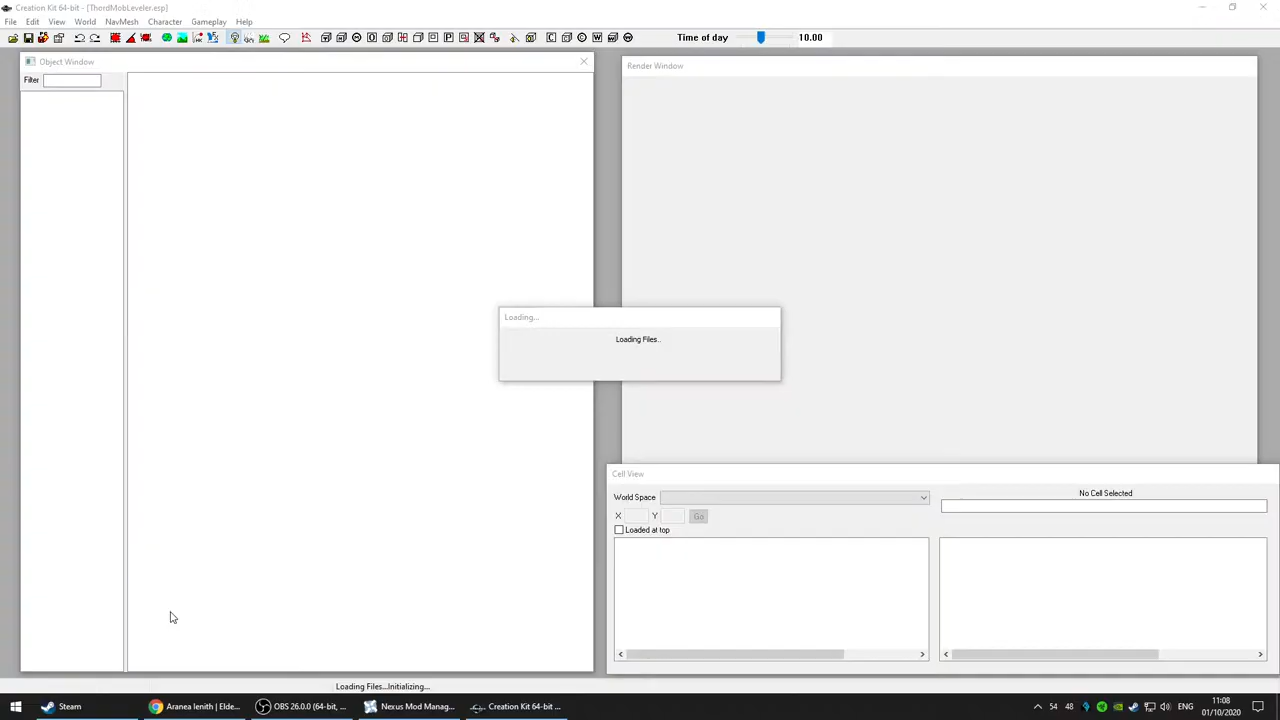 Creation Kit 64-bit - [ThordMobLeveler.esp]
File Edit View World NavMesh Character Gameplay Help
Time of day 10.00
Object Window
Filter
Render Window
Loading...
Loading Files..
Cell View
World Space
No Cell Selected
X Y Go
Loaded at top
Loading Files...Initializing...
Steam
Aranea Ienith | Elde...
OBS 26.0.0 (64-bit, ...
Nexus Mod Manag...
Creation Kit 64-bit ...
54 48 ENG
11:08
01/10/2020